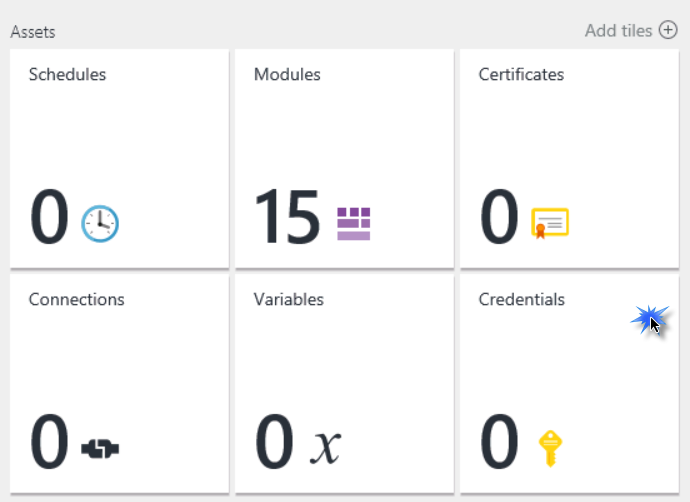 Assets
Add tiles
Schedules
Modules
Certificates
0
15
0
Connections
Variables
Credentials
0
0 x
0